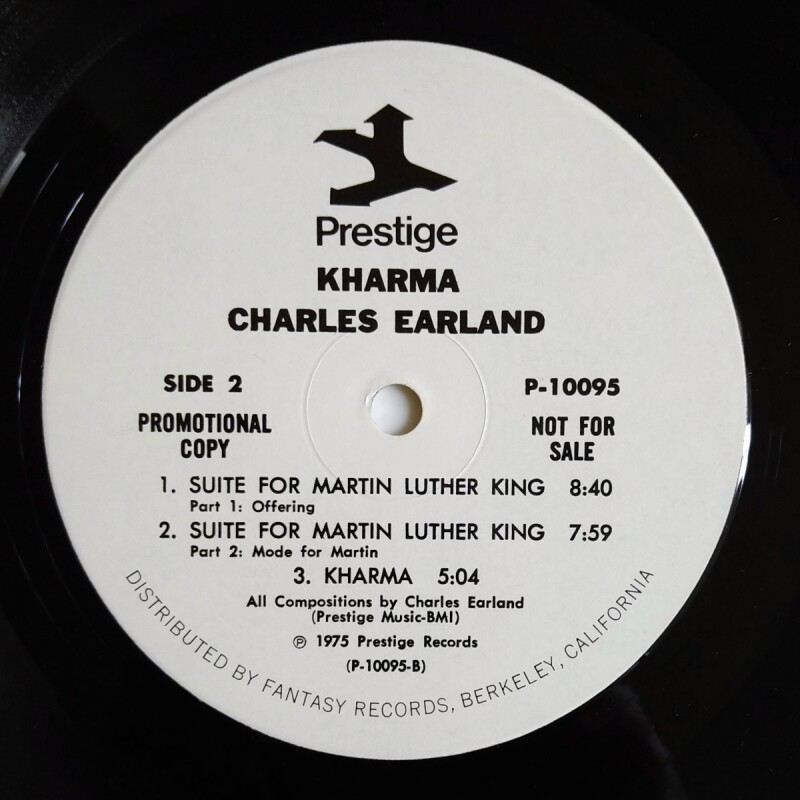 Prestige
KHARMA
CHARLES EARLAND
SIDE 2
P-10095
PROMOTIONAL
COPY
NOT FOR
SALE
1. SUITE FOR MARTIN LUTHER KING 8:40
Part 1: Offering
2. SUITE FOR MARTIN LUTHER KING 7:59
Part 2: Mode for Martin
3. KHARMA 5:04
All Compositions by Charles Earland
(Prestige Music-BMI)
℗ 1975 Prestige Records
(P-10095-B)
DISTRIBUTED BY FANTASY RECORDS, BERKELEY, CALIFORNIA